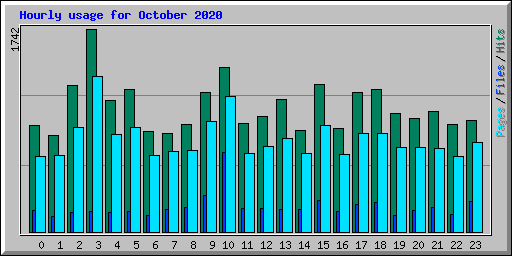 Hourly usage for October 2020
1742
Pages/Files/Hits
0 1 2 3 4 5 6 7 8 9 10 11 12 13 14 15 16 17 18 19 20 21 22 23